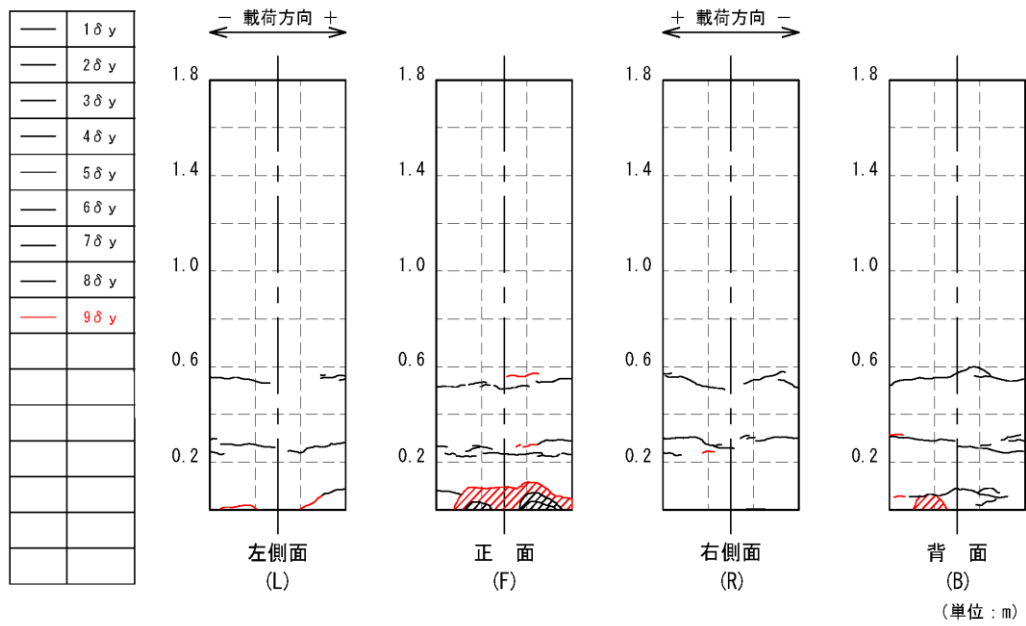 1δy
2δy
3δy
4δy
5δy
6δy
7δy
8δy
9δy
− 載荷方向 +
+ 載荷方向 −
1.8
1.4
1.0
0.6
0.2
左側面
(L)
1.8
1.4
1.0
0.6
0.2
正 面
(F)
1.8
1.4
1.0
0.6
0.2
右側面
(R)
1.8
1.4
1.0
0.6
0.2
背 面
(B)
(単位:m)